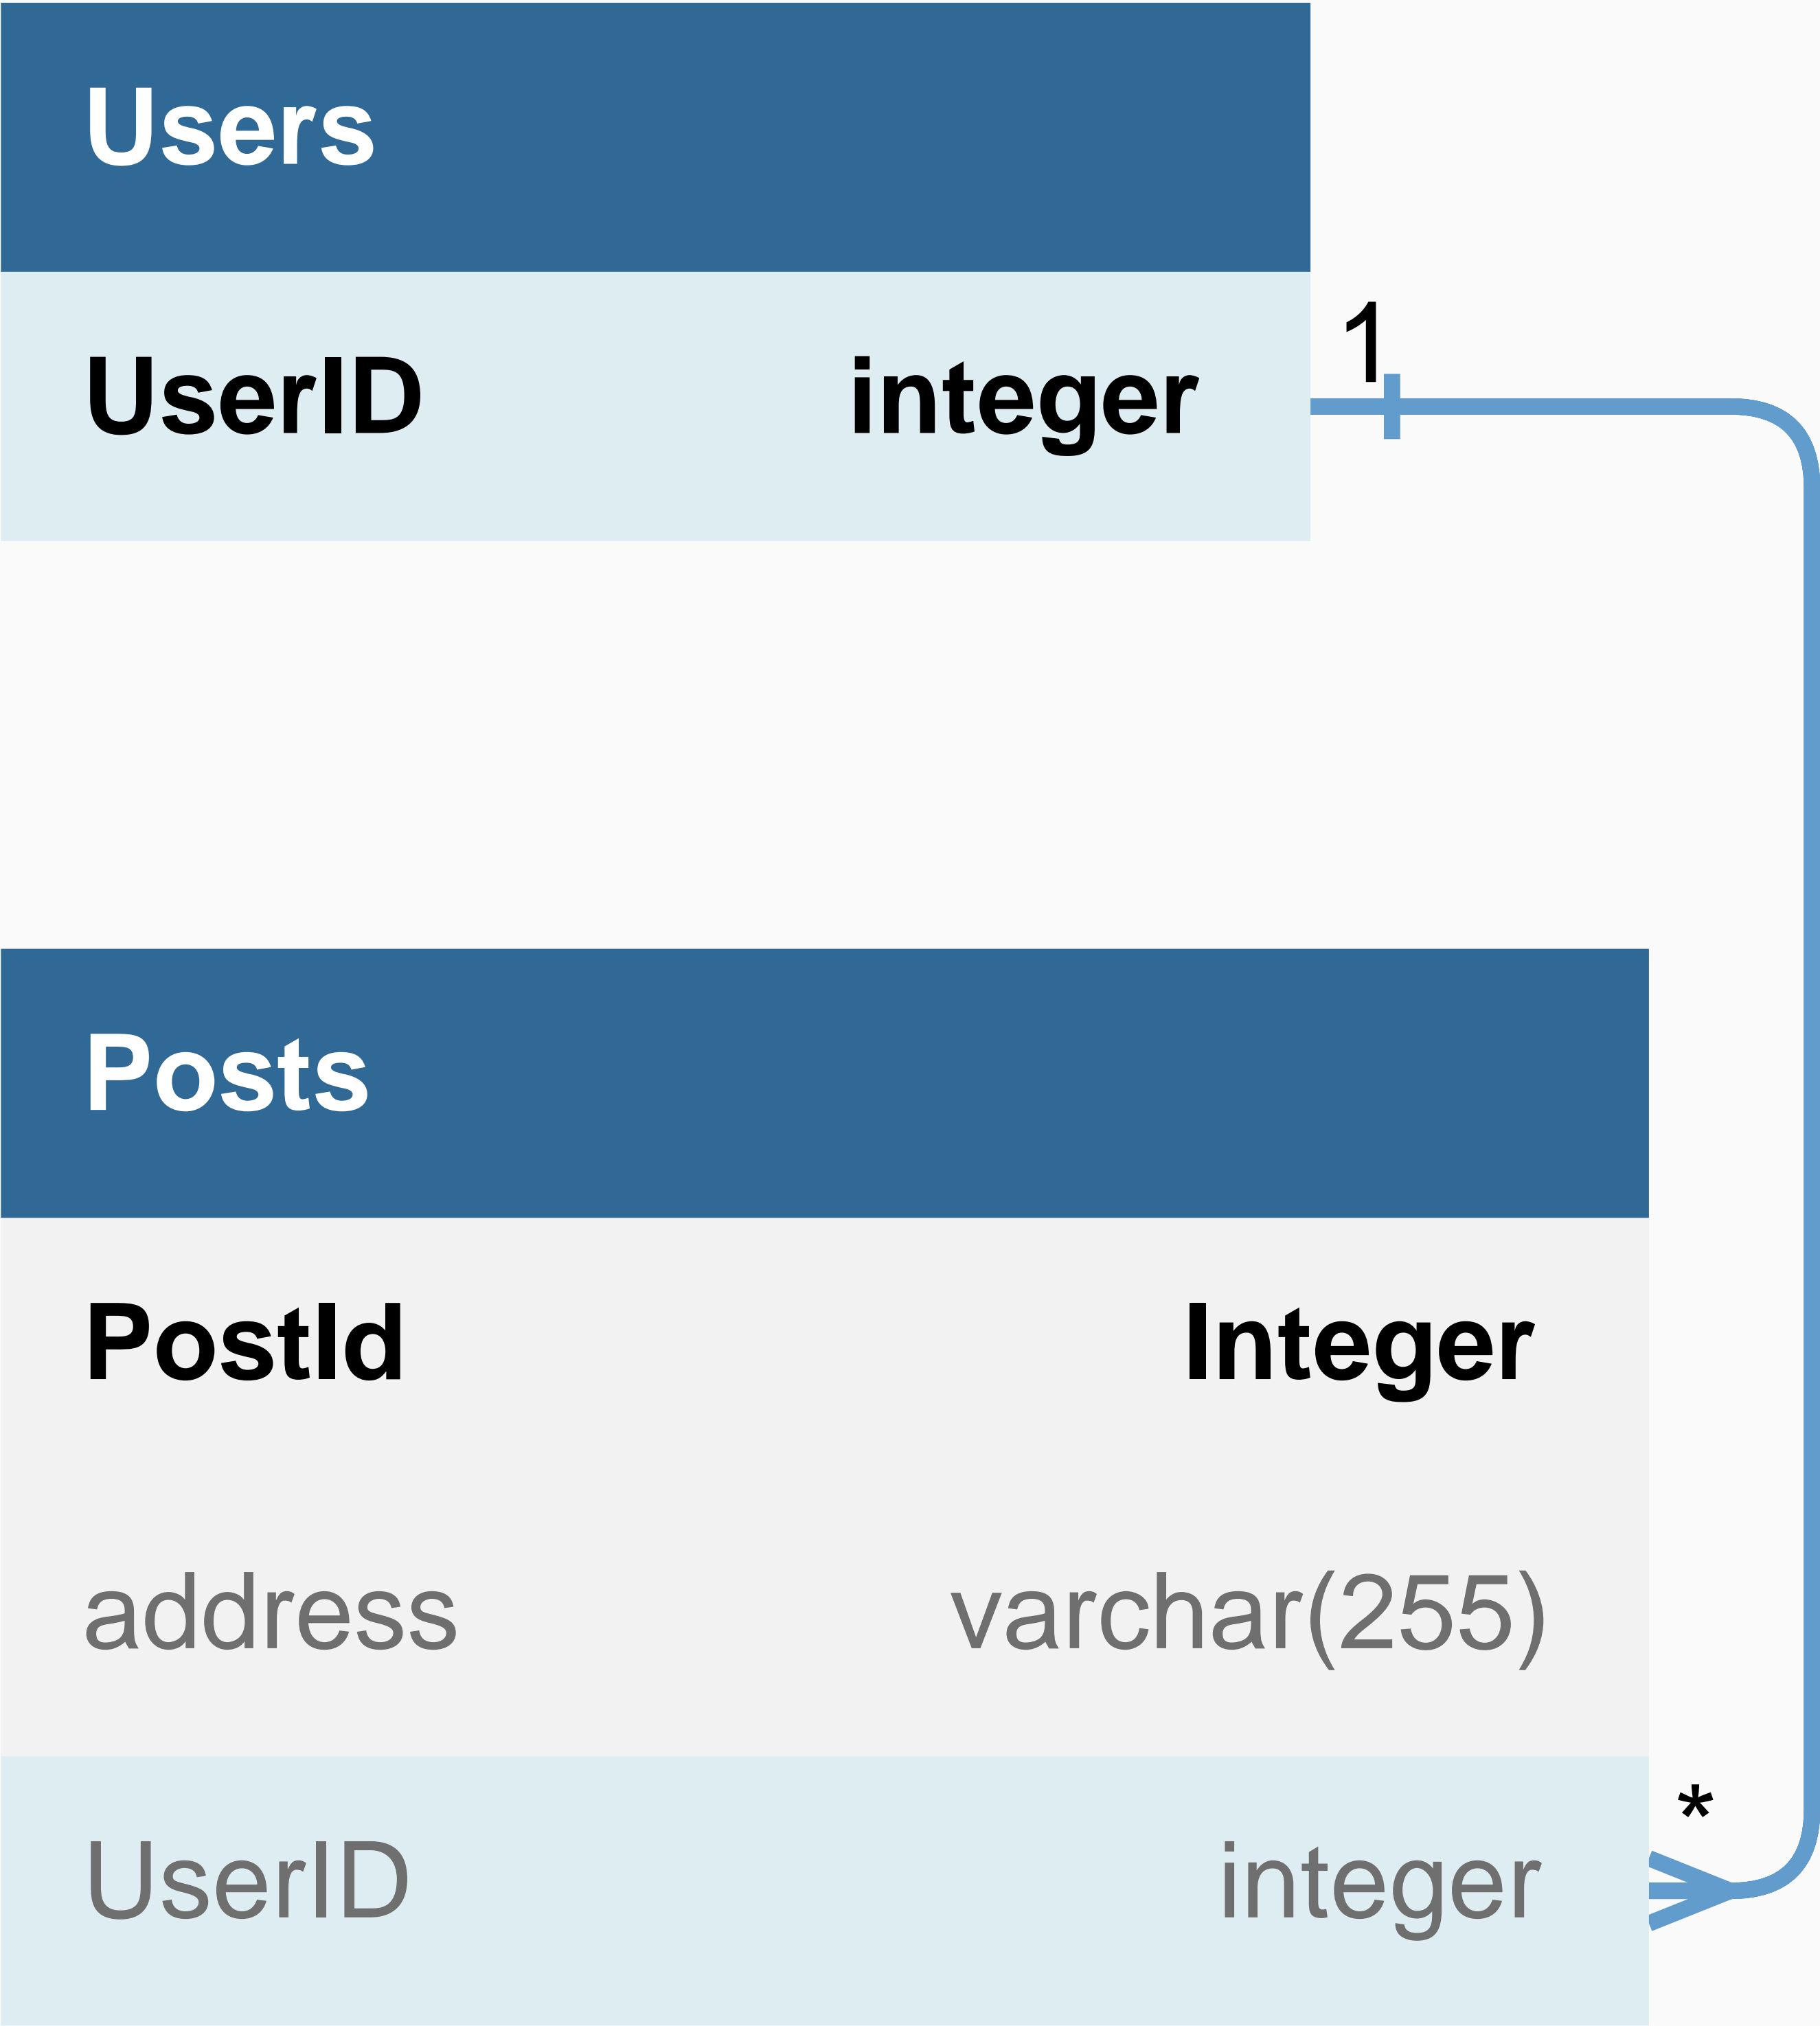 Users
UserID integer
1
Posts
PostId Integer
address varchar(255)
*
UserID integer